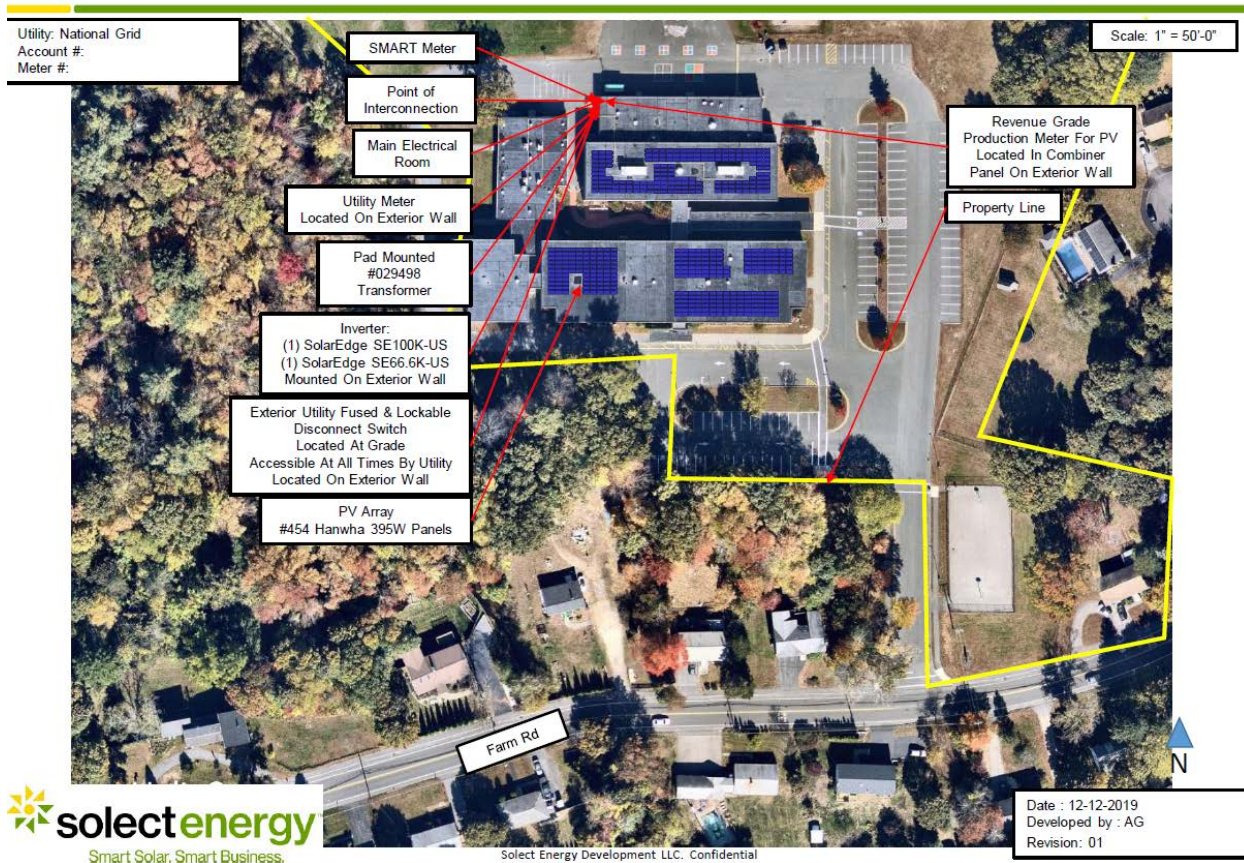 Utility: National Grid
Account #:
Meter #:
Scale: 1" = 50'-0"
SMART Meter
Point of
Interconnection
Main Electrical
Room
Utility Meter
Located On Exterior Wall
Pad Mounted
#029498
Transformer
Inverter:
(1) SolarEdge SE100K-US
(1) SolarEdge SE66.6K-US
Mounted On Exterior Wall
Exterior Utility Fused & Lockable
Disconnect Switch
Located At Grade
Accessible At All Times By Utility
Located On Exterior Wall
PV Array
#454 Hanwha 395W Panels
Revenue Grade
Production Meter For PV
Located In Combiner
Panel On Exterior Wall
Property Line
Farm Rd
N
solectenergy
Smart Solar. Smart Business.
Solect Energy Development LLC. Confidential
Date : 12-12-2019
Developed by : AG
Revision: 01